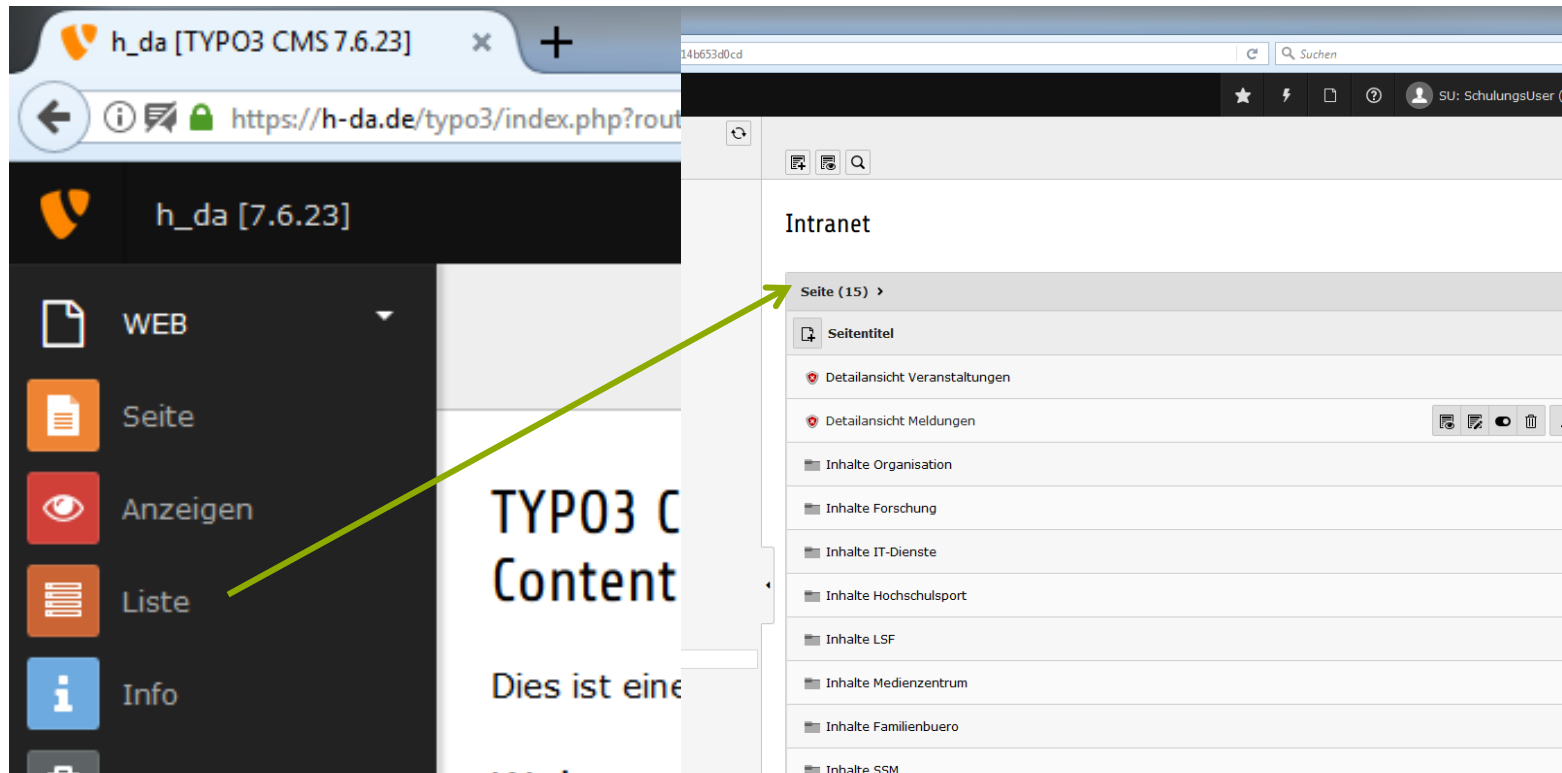 h_da [TYPO3 CMS 7.6.23]
https://h-da.de/typo3/index.php?rout
h_da [7.6.23]
WEB
Seite
Anzeigen
Liste
Info
TYPO3 C
Content
Dies ist eine
14b653d0cd
Suchen
SU: SchulungsUser (
Intranet
Seite (15)
Seitentitel
Detailansicht Veranstaltungen
Detailansicht Meldungen
Inhalte Organisation
Inhalte Forschung
Inhalte IT-Dienste
Inhalte Hochschulsport
Inhalte LSF
Inhalte Medienzentrum
Inhalte Familienbuero
Inhalte SSM